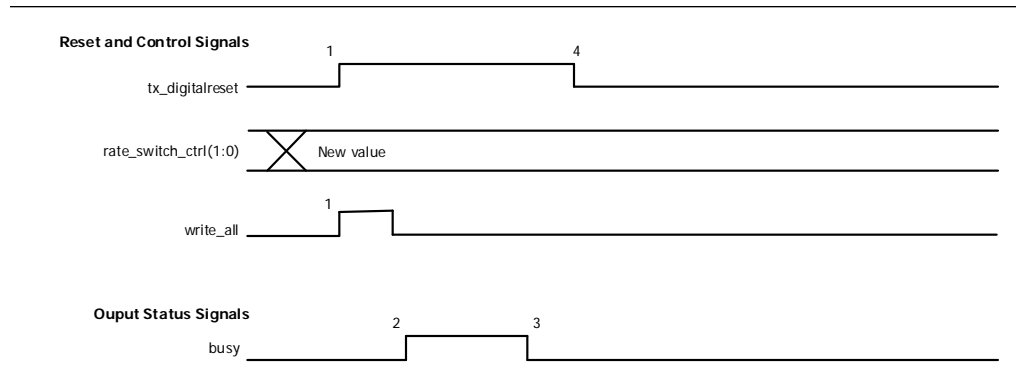 Reset and Control Signals
1
4
tx_digitalreset
rate_switch_ctrl(1:0)
New value
1
write_all
Ouput Status Signals
2
3
busy